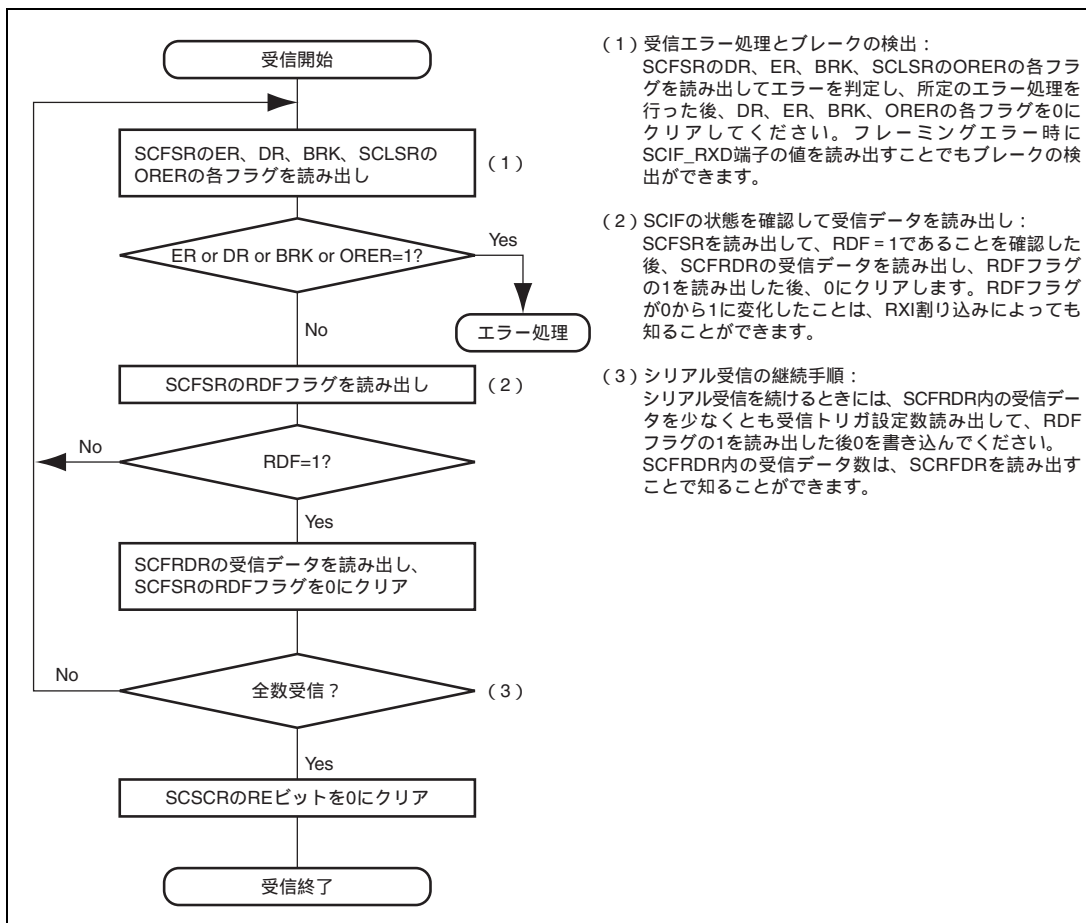 受信開始
SCFSRのER、DR、BRK、SCLSRの
ORERの各フラグを読み出し
(1)
ER or DR or BRK or ORER=1?
Yes
エラー処理
No
SCFSRのRDFフラグを読み出し
(2)
No
RDF=1?
Yes
SCFRDRの受信データを読み出し、
SCFSRのRDFフラグを0にクリア
No
全数受信?
(3)
Yes
SCSCRのREビットを0にクリア
受信終了
(1)受信エラー処理とブレークの検出:
SCFSRのDR、ER、BRK、SCLSRのORERの各フラ
グを読み出してエラーを判定し、所定のエラー処理を
行った後、DR、ER、BRK、ORERの各フラグを0に
クリアしてください。フレーミングエラー時に
SCIF_RXD端子の値を読み出すことでもブレークの検
出ができます。
(2)SCIFの状態を確認して受信データを読み出し:
SCFSRを読み出して、RDF=1であることを確認した
後、SCFRDRの受信データを読み出し、RDFフラグ
の1を読み出した後、0にクリアします。RDFフラグ
が0から1に変化したことは、RXI割り込みによっても
知ることができます。
(3)シリアル受信の継続手順:
シリアル受信を続けるときには、SCFRDR内の受信デー
タを少なくとも受信トリガ設定数読み出して、RDF
フラグの1を読み出した後0を書き込んでください。
SCFRDR内の受信データ数は、SCRFDRを読み出す
ことで知ることができます。